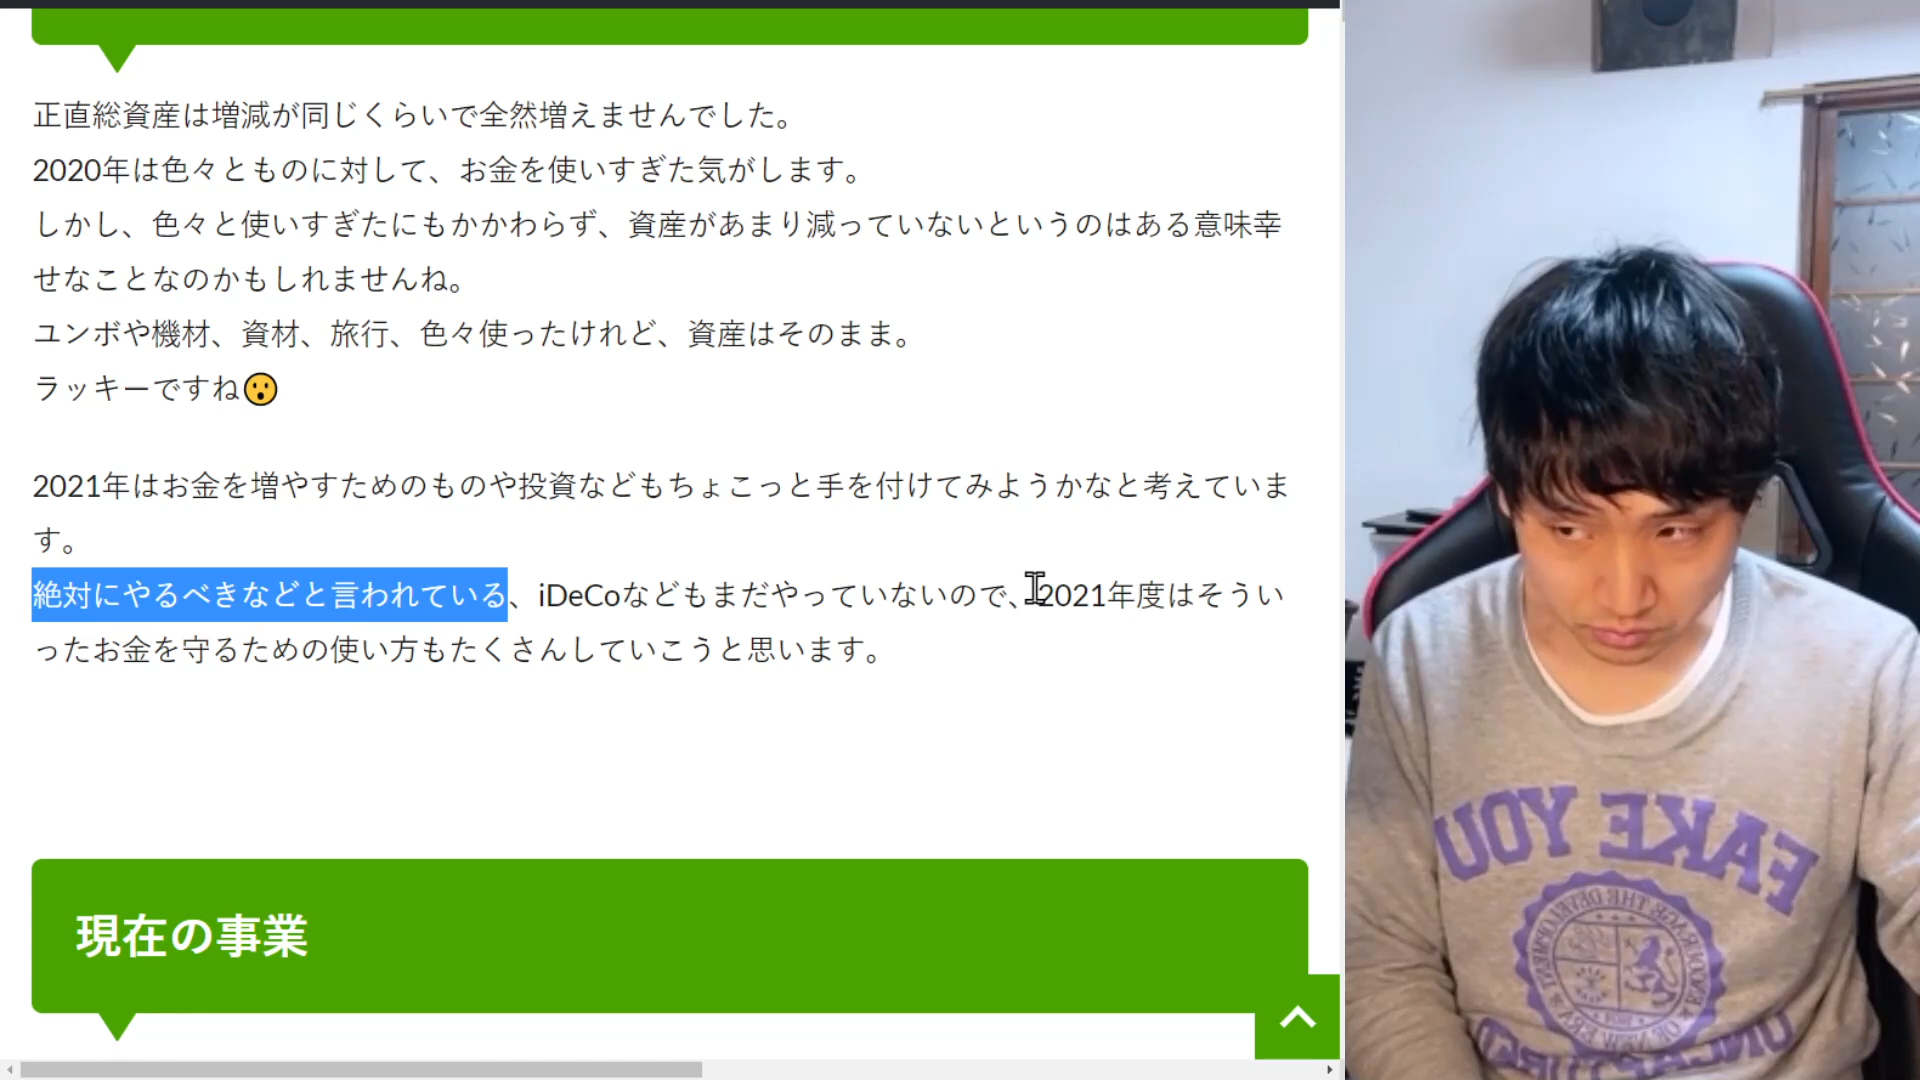 正直総資産は増減が同じくらいで全然増えませんでした。
2020年は色々とものに対して、お金を使いすぎた気がします。
しかし、色々と使いすぎたにもかかわらず、資産があまり減っていないというのはある意味幸
せなことなのかもしれませんね。
ユンボや機材、資材、旅行、色々使ったけれど、資産はそのまま。
ラッキーですね😮
2021年はお金を増やすためのものや投資などもちょこっと手を付けてみようかなと考えていま
す。
絶対にやるべきなどと言われている、iDeCoなどもまだやっていないので、2021年度はそうい
ったお金を守るための使い方もたくさんしていこうと思います。
現在の事業
FAKE YOU